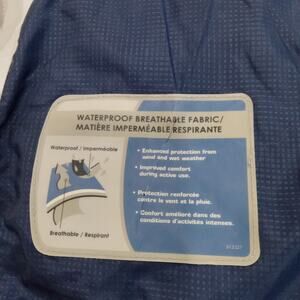 WATERPROOF BREATHABLE FABRIC/
MATIÈRE IMPERMÉABLE RESPIRANTE
Waterproof / Imperméable
• Enhanced protection from
wind and wet weather
• Improved comfort
during active use.
• Protection renforcée
contre le vent et la pluie.
• Confort amélioré dans des
conditions d'activités intenses.
Breathable / Respirant